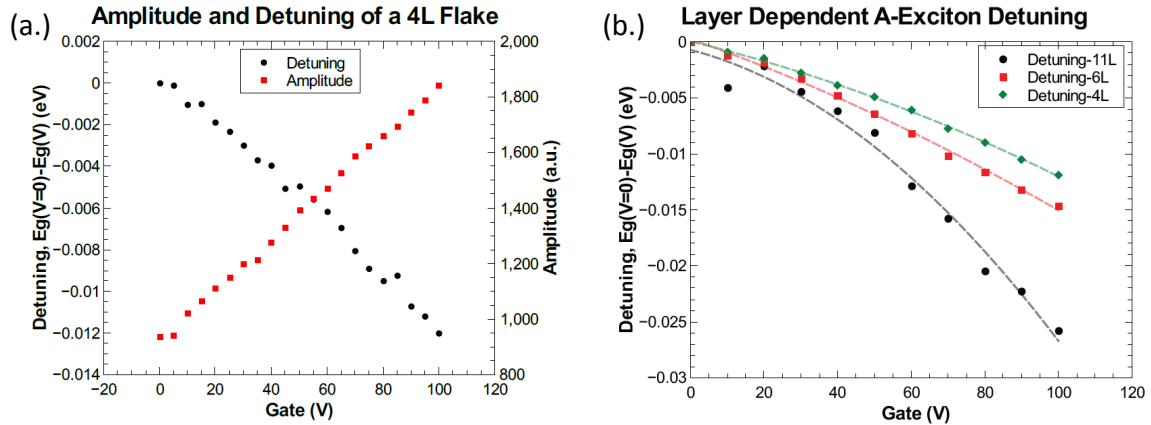 (a.)
Amplitude and Detuning of a 4L Flake
Detuning, Eg(V=0)-Eg(V) (eV)
0.002
0
−0.002
−0.004
−0.006
−0.008
−0.01
−0.012
−0.014
Detuning
Amplitude
2,000
1,800
1,600
1,400
1,200
1,000
800
Amplitude (a.u.)
−20 0 20 40 60 80 100 120
Gate (V)
(b.)
Layer Dependent A-Exciton Detuning
Detuning, Eg(V=0)-Eg(V) (eV)
0
−0.005
−0.01
−0.015
−0.02
−0.025
−0.03
Detuning-11L
Detuning-6L
Detuning-4L
0 20 40 60 80 100 120
Gate (V)